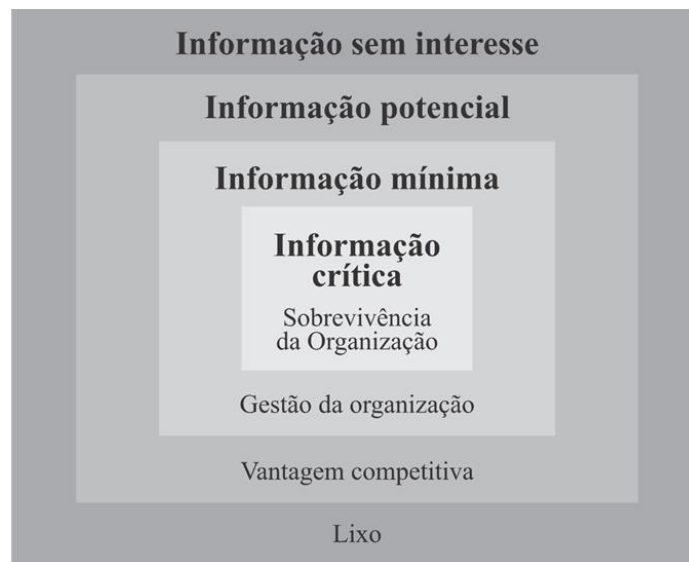 Informação sem interesse
Informação potencial
Informação mínima
Informação
crítica
Sobrevivência
da Organização
Gestão da organização
Vantagem competitiva
Lixo